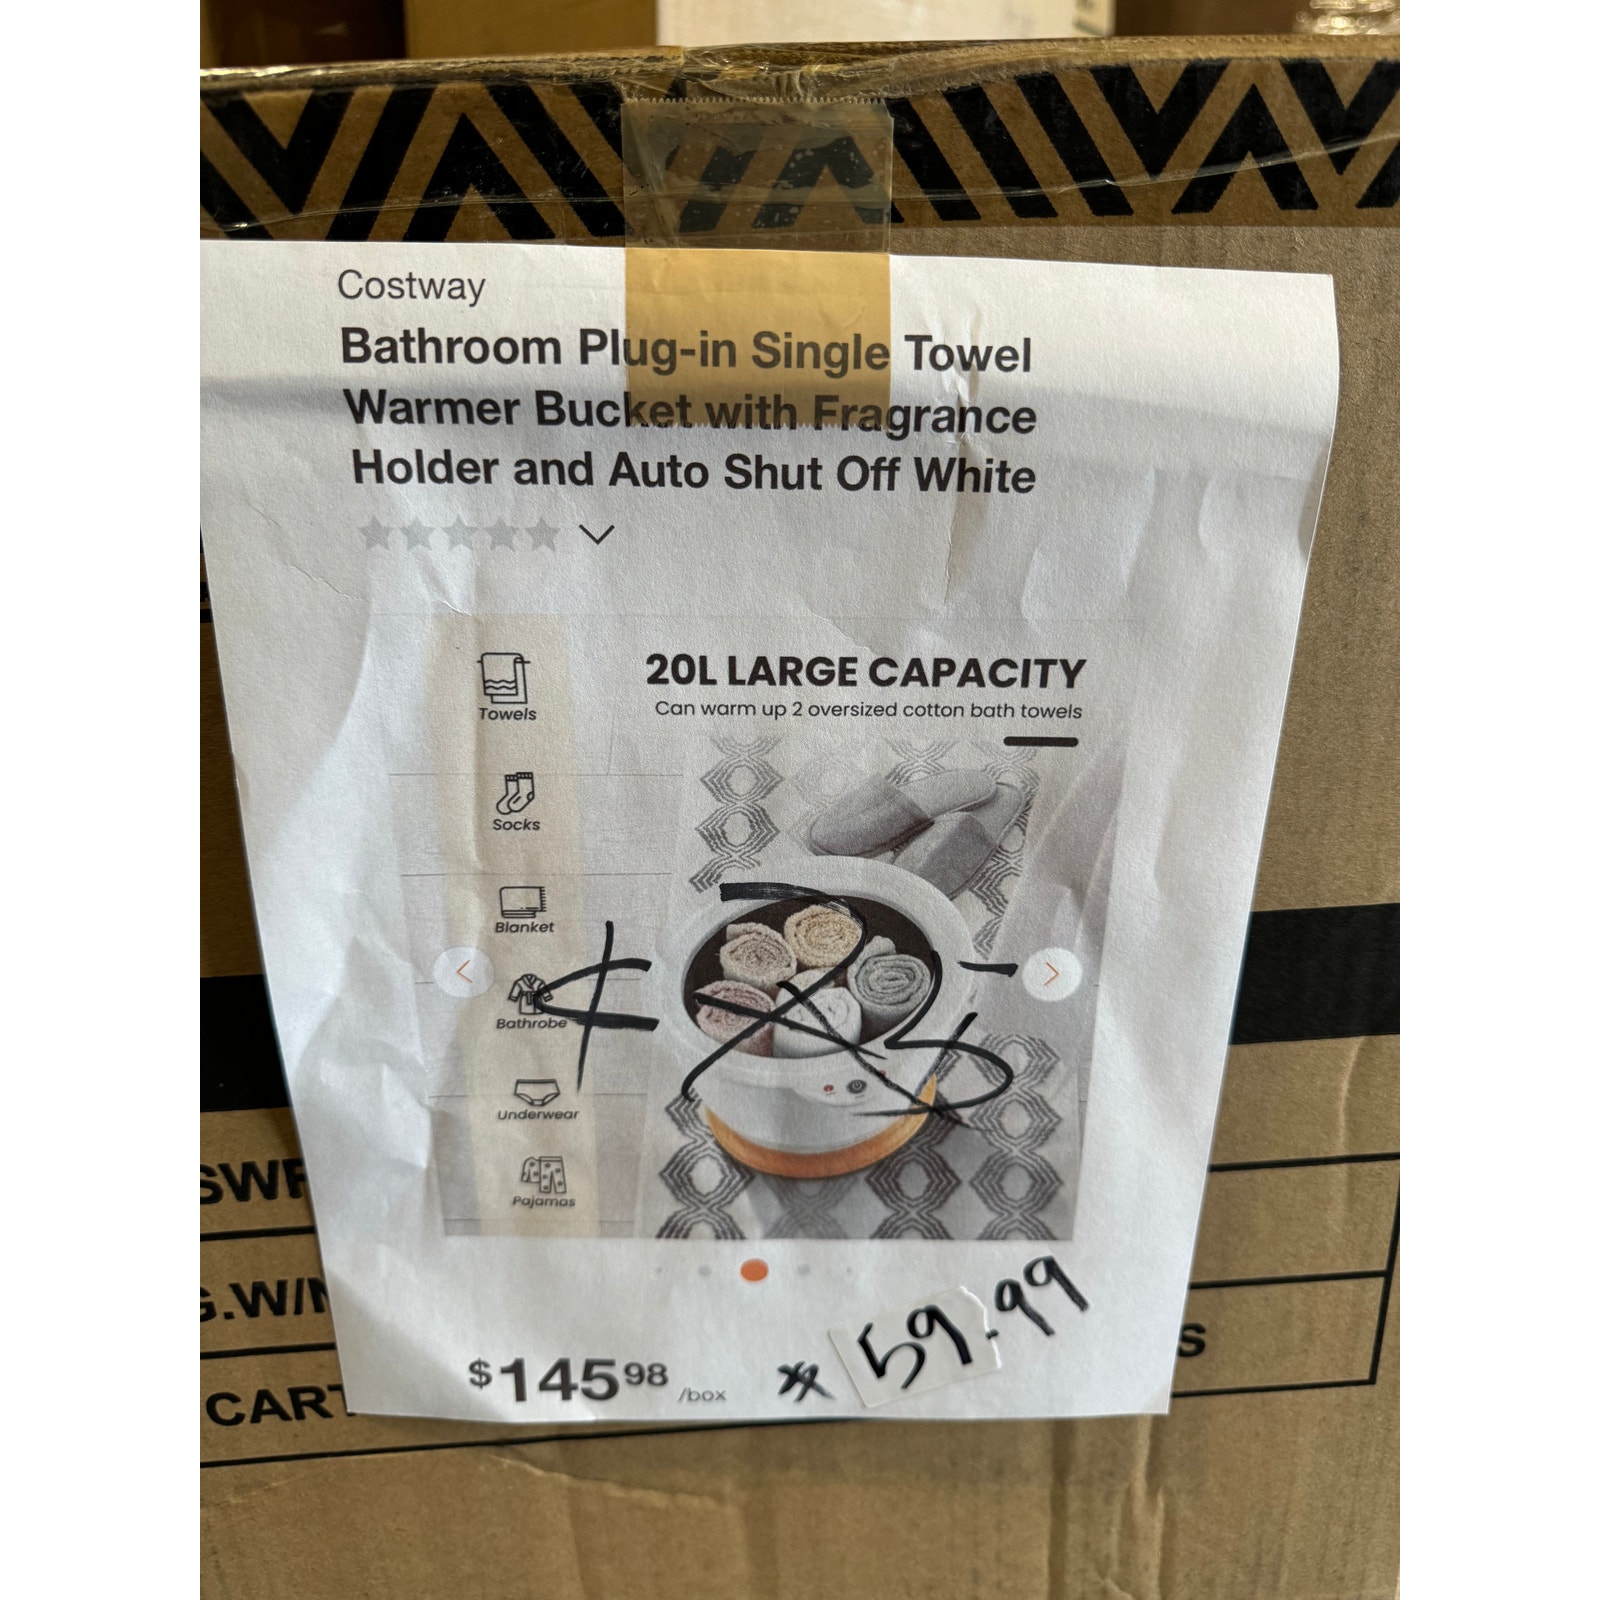 Costway
Bathroom Plug-in Single Towel
Warmer Bucket with Fragrance
Holder and Auto Shut Off White
20L LARGE CAPACITY
Can warm up 2 oversized cotton bath towels
Towels
Socks
Blanket
Bathrobe
Underwear
Pajamas
$145 98 /box
59.99
G.W/N
CART